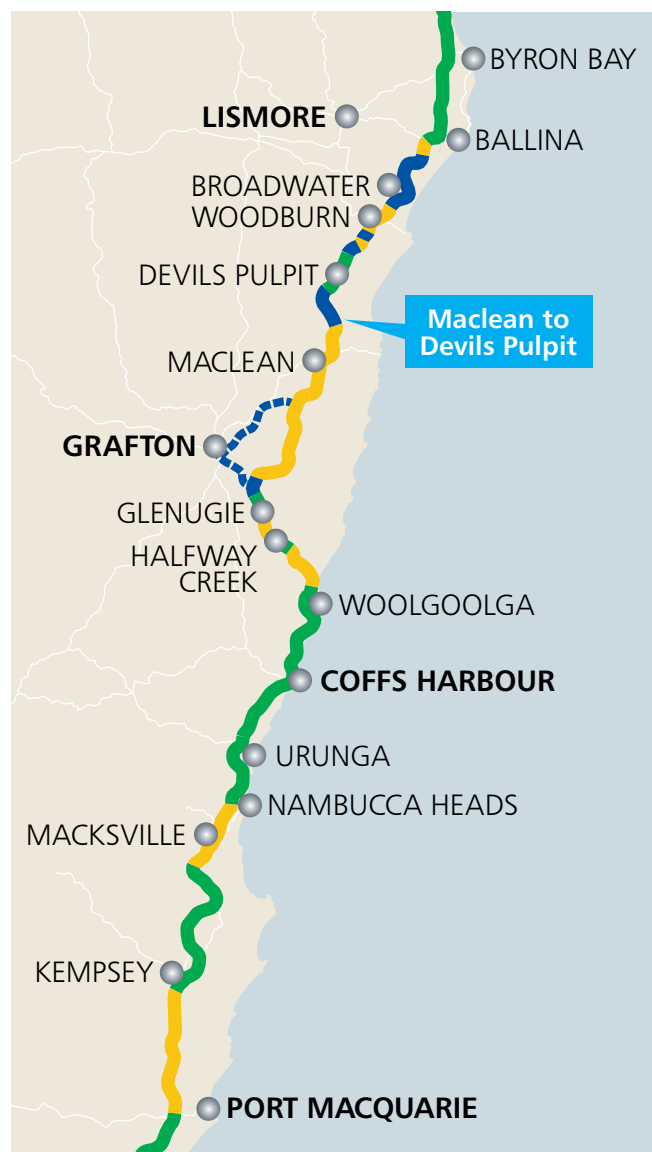 BYRON BAY
LISMORE
BALLINA
BROADWATER
WOODBURN
DEVILS PULPIT
Maclean to
Devils Pulpit
MACLEAN
GRAFTON
GLENUGIE
HALFWAY
CREEK
WOOLGOOLGA
COFFS HARBOUR
URUNGA
NAMBUCCA HEADS
MACKSVILLE
KEMPSEY
PORT MACQUARIE